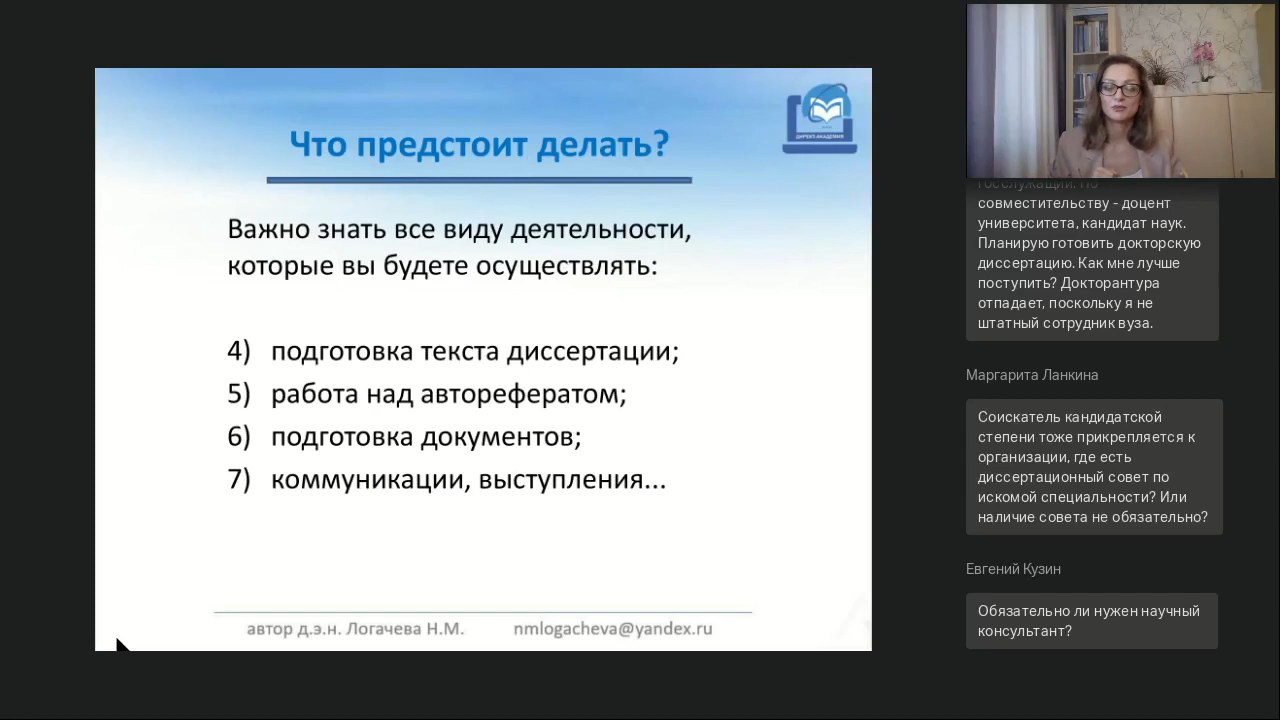 Что предстоит делать?
ДИРЕКТ-АКАДЕМИЯ
Важно знать все виду деятельности,
которые вы будете осуществлять:
4) подготовка текста диссертации;
5) работа над авторефератом;
6) подготовка документов;
7) коммуникации, выступления...
автор д.э.н. Логачева Н.М. nmlogacheva@yandex.ru
госслужащий. По
совместительству - доцент
университета, кандидат наук.
Планирую готовить докторскую
диссертацию. Как мне лучше
поступить? Докторантура
отпадает, поскольку я не
штатный сотрудник вуза.
Маргарита Ланкина
Соискатель кандидатской
степени тоже прикрепляется к
организации, где есть
диссертационный совет по
искомой специальности? Или
наличие совета не обязательно?
Евгений Кузин
Обязательно ли нужен научный
консультант?